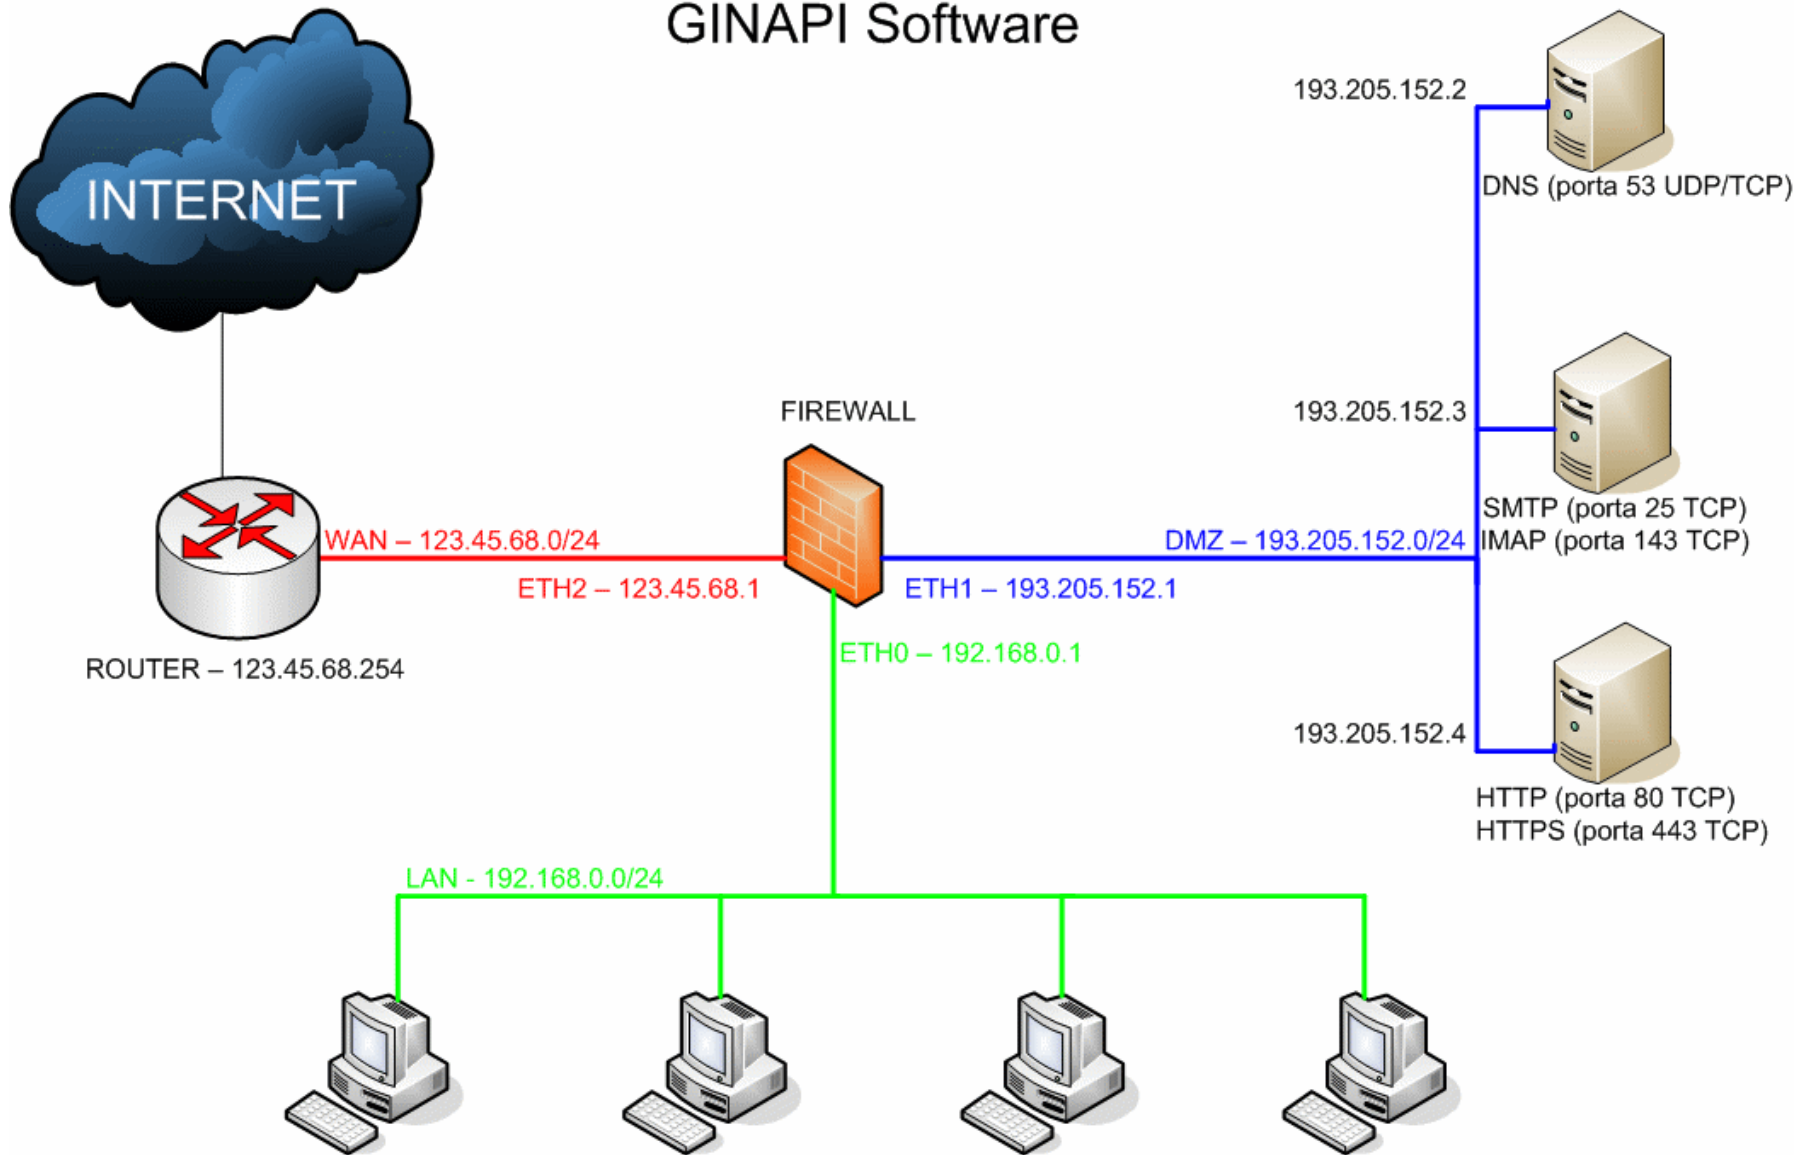 GINAPI Software
INTERNET
193.205.152.2
DNS (porta 53 UDP/TCP)
FIREWALL
193.205.152.3
SMTP (porta 25 TCP)
IMAP (porta 143 TCP)
WAN – 123.45.68.0/24
DMZ – 193.205.152.0/24
ETH2 – 123.45.68.1
ETH1 – 193.205.152.1
ETH0 – 192.168.0.1
ROUTER – 123.45.68.254
193.205.152.4
HTTP (porta 80 TCP)
HTTPS (porta 443 TCP)
LAN - 192.168.0.0/24